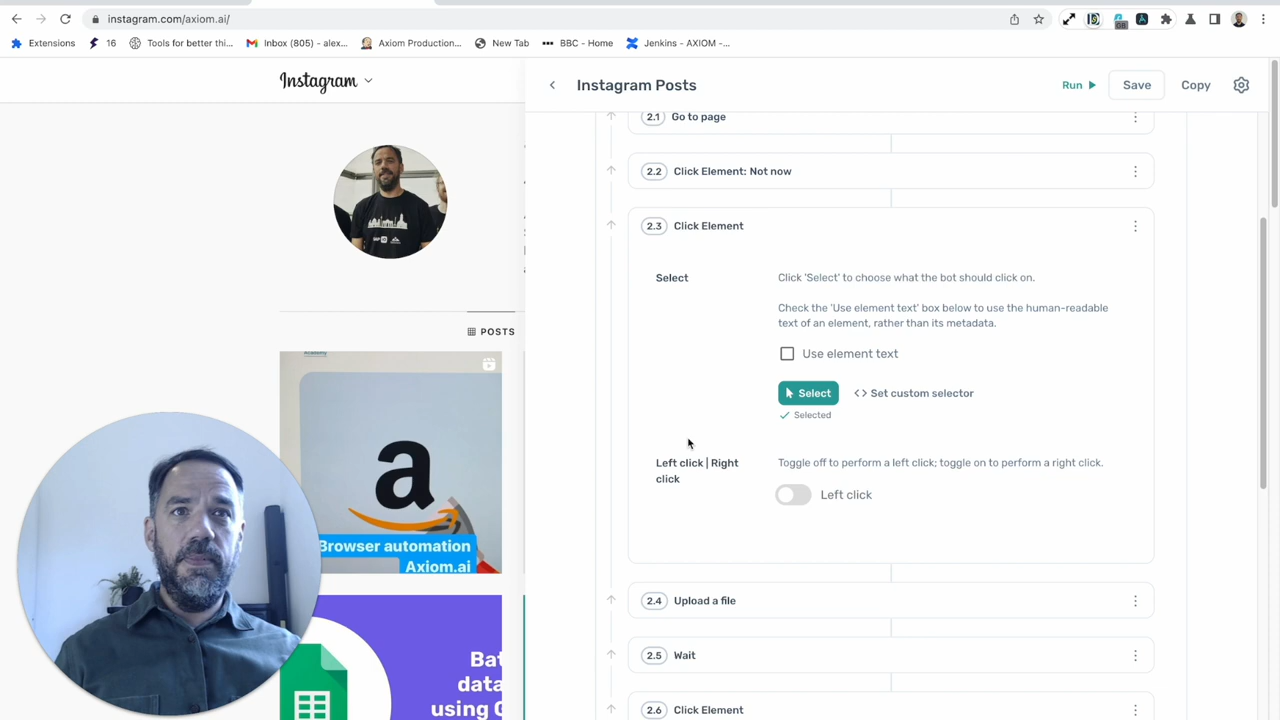 instagram.com/axiom.ai/
GB
Extensions
16
Tools for better thi...
Inbox (805) - alex...
Axiom Production...
New Tab
BBC - Home
Jenkins - AXIOM -...
Instagram
Instagram Posts
Run
Save
Copy
2.1 Go to page
2.2 Click Element: Not now
2.3 Click Element
Select
Click 'Select' to choose what the bot should click on.
Check the 'Use element text' box below to use the human-readable
text of an element, rather than its metadata.
Use element text
Select
<> Set custom selector
Selected
Left click | Right
click
Toggle off to perform a left click; toggle on to perform a right click.
Left click
2.4 Upload a file
2.5 Wait
2.6 Click Element
POSTS
Academy
a
Browser automation
Axiom.ai
Bat
data
using G